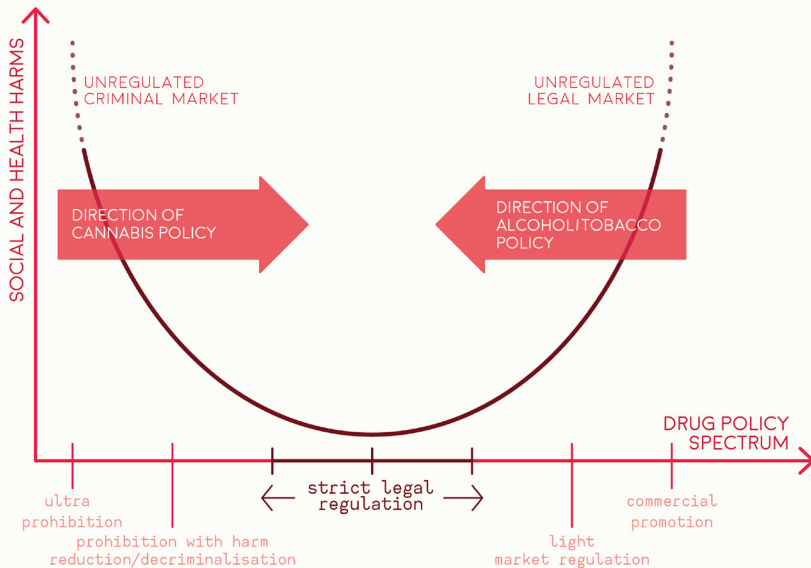 SOCIAL AND HEALTH HARMS
UNREGULATED
CRIMINAL MARKET
UNREGULATED
LEGAL MARKET
DIRECTION OF
CANNABIS POLICY
DIRECTION OF
ALCOHOL/TOBACCO
POLICY
DRUG POLICY
SPECTRUM
ultra
prohibition
prohibition with harm
reduction/decriminalisation
strict legal
regulation
light
market regulation
commercial
promotion